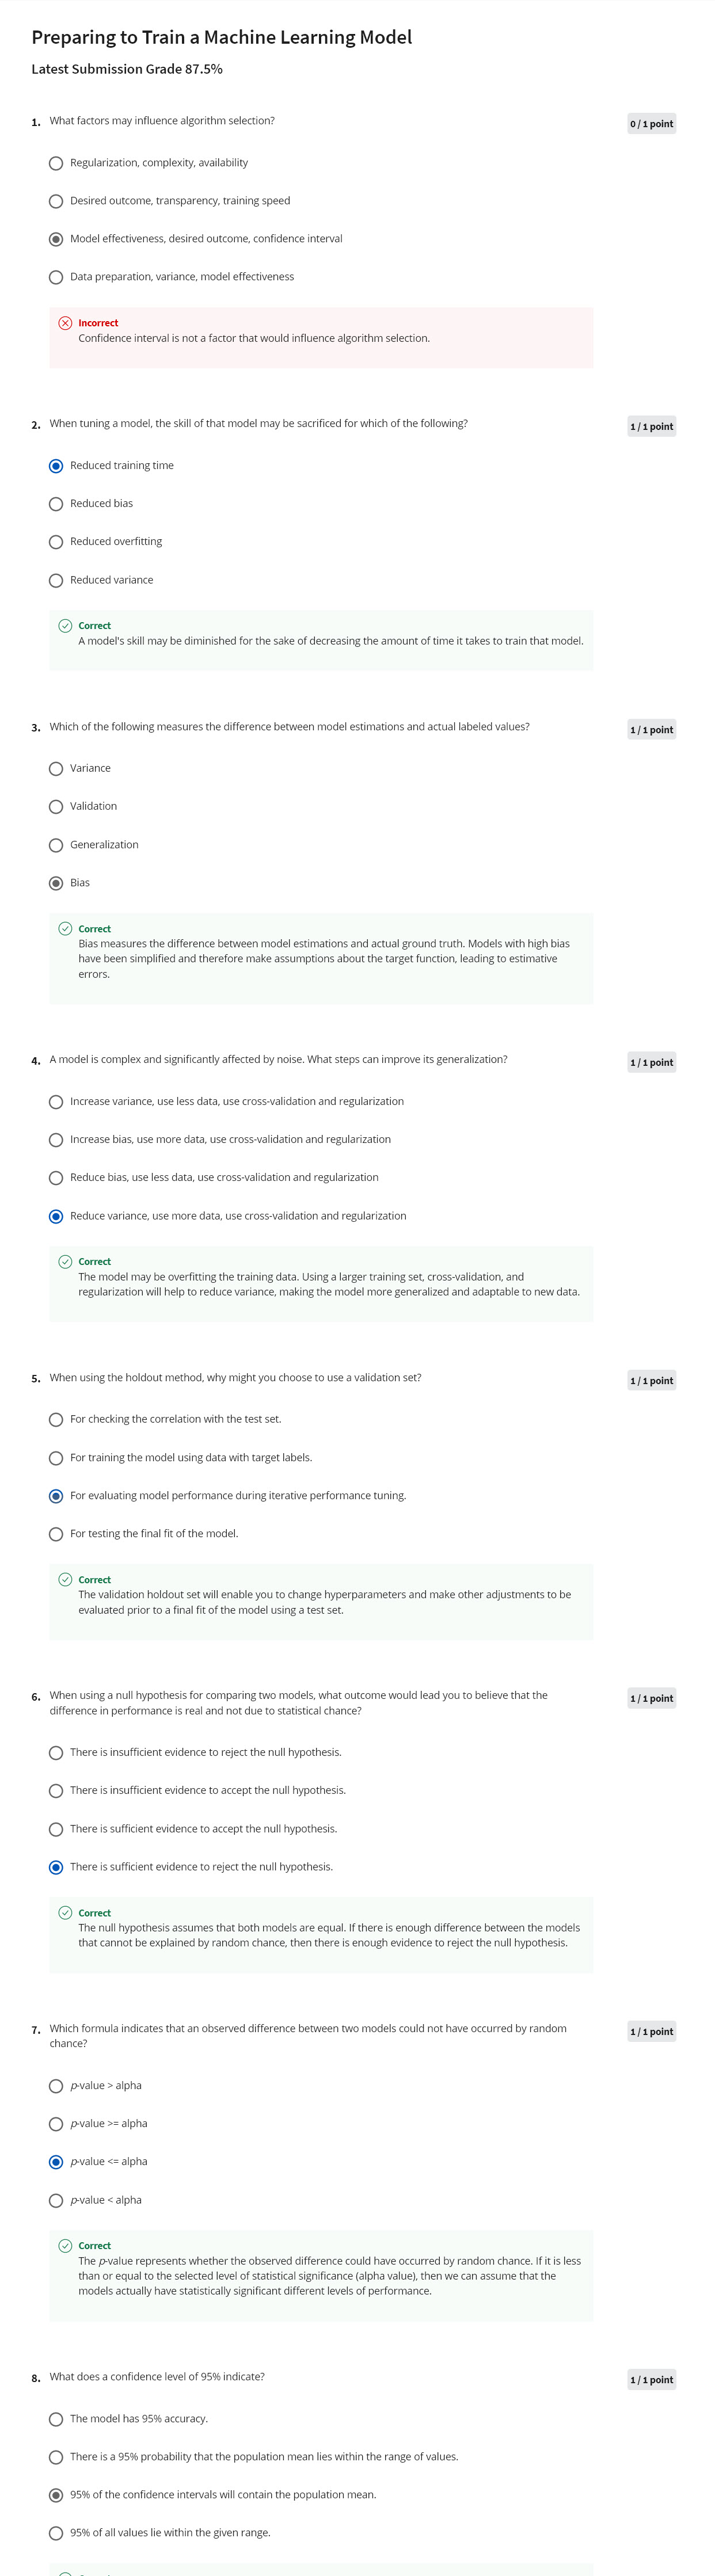 Preparing to Train a Machine Learning Model
Latest Submission Grade 87.5%
1. What factors may influence algorithm selection?
0 / 1 point
Regularization, complexity, availability
Desired outcome, transparency, training speed
Model effectiveness, desired outcome, confidence interval
Data preparation, variance, model effectiveness
Incorrect
Confidence interval is not a factor that would influence algorithm selection.
2. When tuning a model, the skill of that model may be sacrificed for which of the following?
1 / 1 point
Reduced training time
Reduced bias
Reduced overfitting
Reduced variance
Correct
A model's skill may be diminished for the sake of decreasing the amount of time it takes to train that model.
3. Which of the following measures the difference between model estimations and actual labeled values?
1 / 1 point
Variance
Validation
Generalization
Bias
Correct
Bias measures the difference between model estimations and actual ground truth. Models with high bias
have been simplified and therefore make assumptions about the target function, leading to estimative
errors.
4. A model is complex and significantly affected by noise. What steps can improve its generalization?
1 / 1 point
Increase variance, use less data, use cross-validation and regularization
Increase bias, use more data, use cross-validation and regularization
Reduce bias, use less data, use cross-validation and regularization
Reduce variance, use more data, use cross-validation and regularization
Correct
The model may be overfitting the training data. Using a larger training set, cross-validation, and
regularization will help to reduce variance, making the model more generalized and adaptable to new data.
5. When using the holdout method, why might you choose to use a validation set?
1 / 1 point
For checking the correlation with the test set.
For training the model using data with target labels.
For evaluating model performance during iterative performance tuning.
For testing the final fit of the model.
Correct
The validation holdout set will enable you to change hyperparameters and make other adjustments to be
evaluated prior to a final fit of the model using a test set.
6. When using a null hypothesis for comparing two models, what outcome would lead you to believe that the
difference in performance is real and not due to statistical chance?
1 / 1 point
There is insufficient evidence to reject the null hypothesis.
There is insufficient evidence to accept the null hypothesis.
There is sufficient evidence to accept the null hypothesis.
There is sufficient evidence to reject the null hypothesis.
Correct
The null hypothesis assumes that both models are equal. If there is enough difference between the models
that cannot be explained by random chance, then there is enough evidence to reject the null hypothesis.
7. Which formula indicates that an observed difference between two models could not have occurred by random
chance?
1 / 1 point
p-value > alpha
p-value >= alpha
p-value <= alpha
p-value < alpha
Correct
The p-value represents whether the observed difference could have occurred by random chance. If it is less
than or equal to the selected level of statistical significance (alpha value), then we can assume that the
models actually have statistically significant different levels of performance.
8. What does a confidence level of 95% indicate?
1 / 1 point
The model has 95% accuracy.
There is a 95% probability that the population mean lies within the range of values.
95% of the confidence intervals will contain the population mean.
95% of all values lie within the given range.